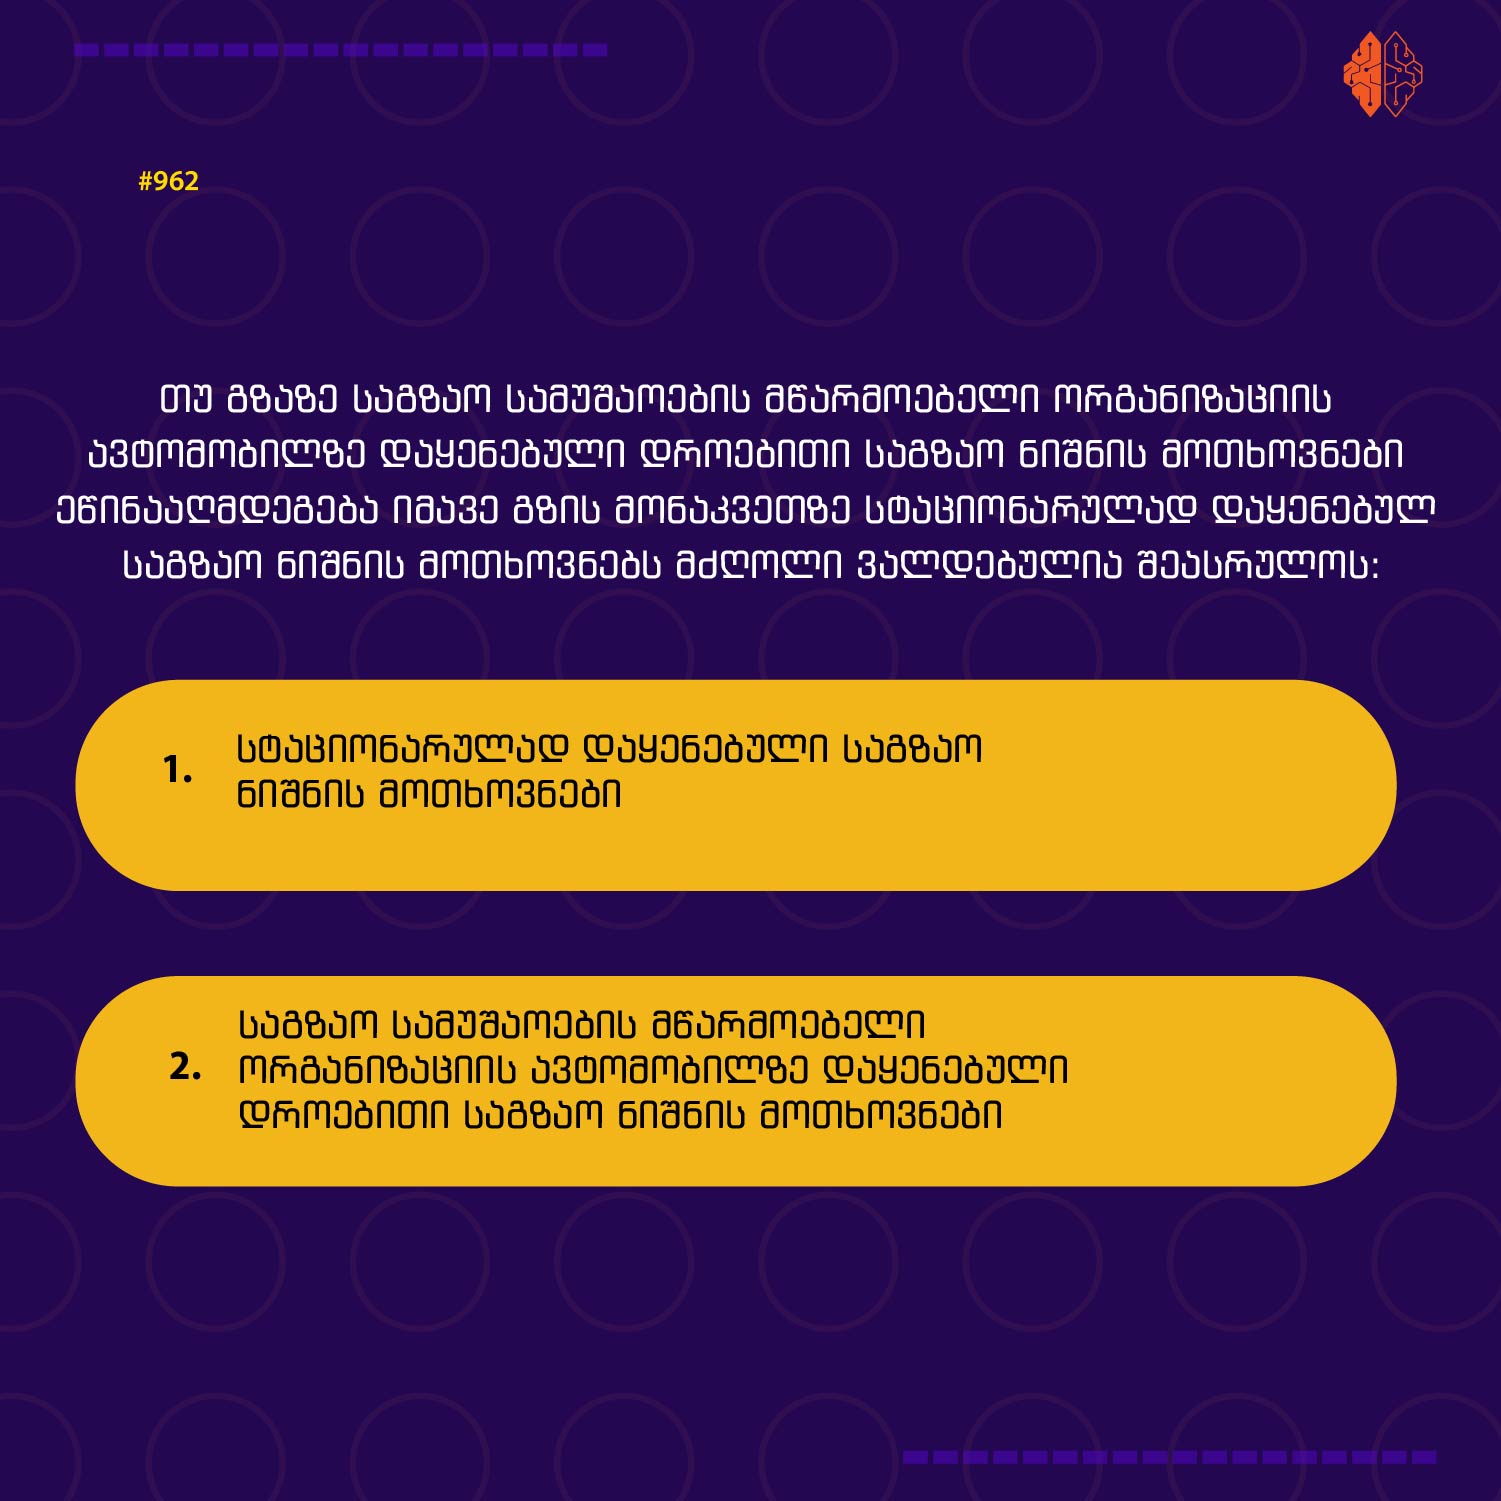 #962
თუ გზაზე საგზაო სამუშაოების მწარმოებელი ორგანიზაციის
ავტომობილზე დაყენებული დროებითი საგზაო ნიშნის მოთხოვნები
ეწინააღმდეგება იმავე გზის მონაკვეთზე სტაციონარულად დაყენებულ
საგზაო ნიშნის მოთხოვნებს მძღოლი ვალდებულია შეასრულოს:
1. სტაციონარულად დაყენებული საგზაო
ნიშნის მოთხოვნები
საგზაო სამუშაოების მწარმოებელი
2. ორგანიზაციის ავტომობილზე დაყენებული
დროებითი საგზაო ნიშნის მოთხოვნები